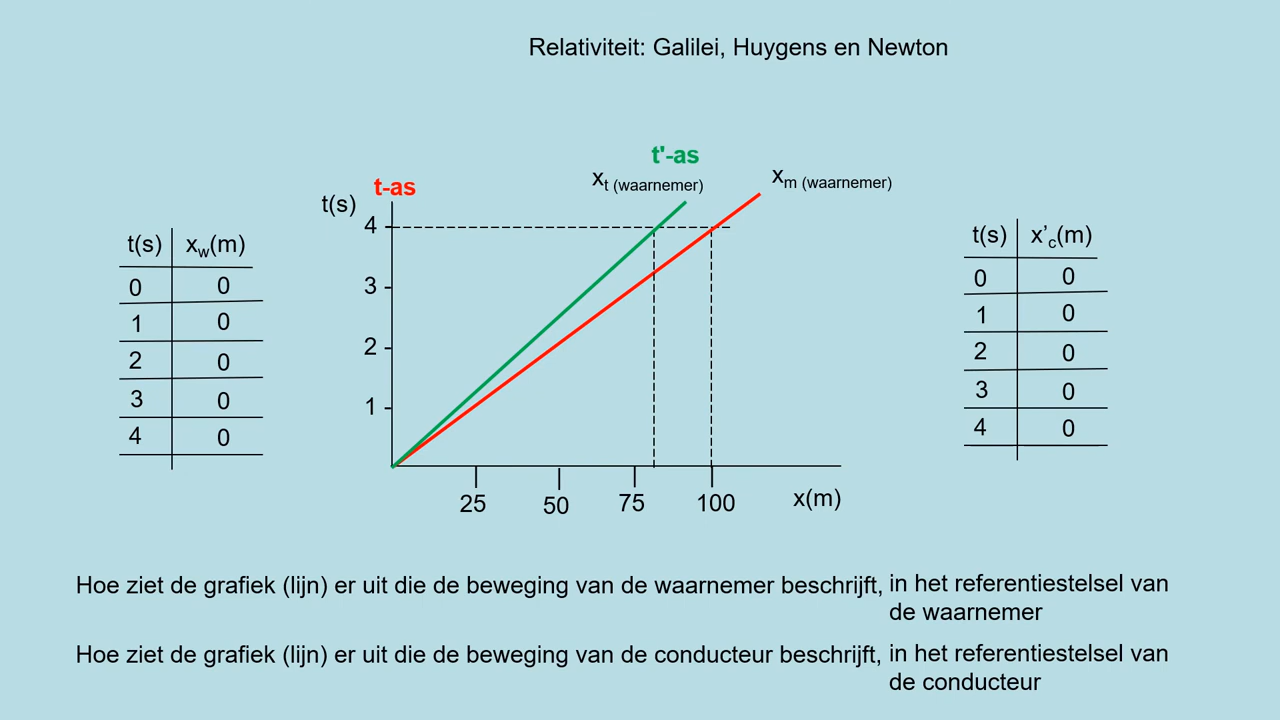 Relativiteit: Galilei, Huygens en Newton
t'-as
t-as
xt (waarnemer)
xm (waarnemer)
t(s)
4
3
2
1
25 50 75 100
x(m)
t(s) xw(m)
0 0
1 0
2 0
3 0
4 0
t(s) x’c(m)
0 0
1 0
2 0
3 0
4 0
Hoe ziet de grafiek (lijn) er uit die de beweging van de waarnemer beschrijft, in het referentiestelsel van
de waarnemer
Hoe ziet de grafiek (lijn) er uit die de beweging van de conducteur beschrijft, in het referentiestelsel van
de conducteur